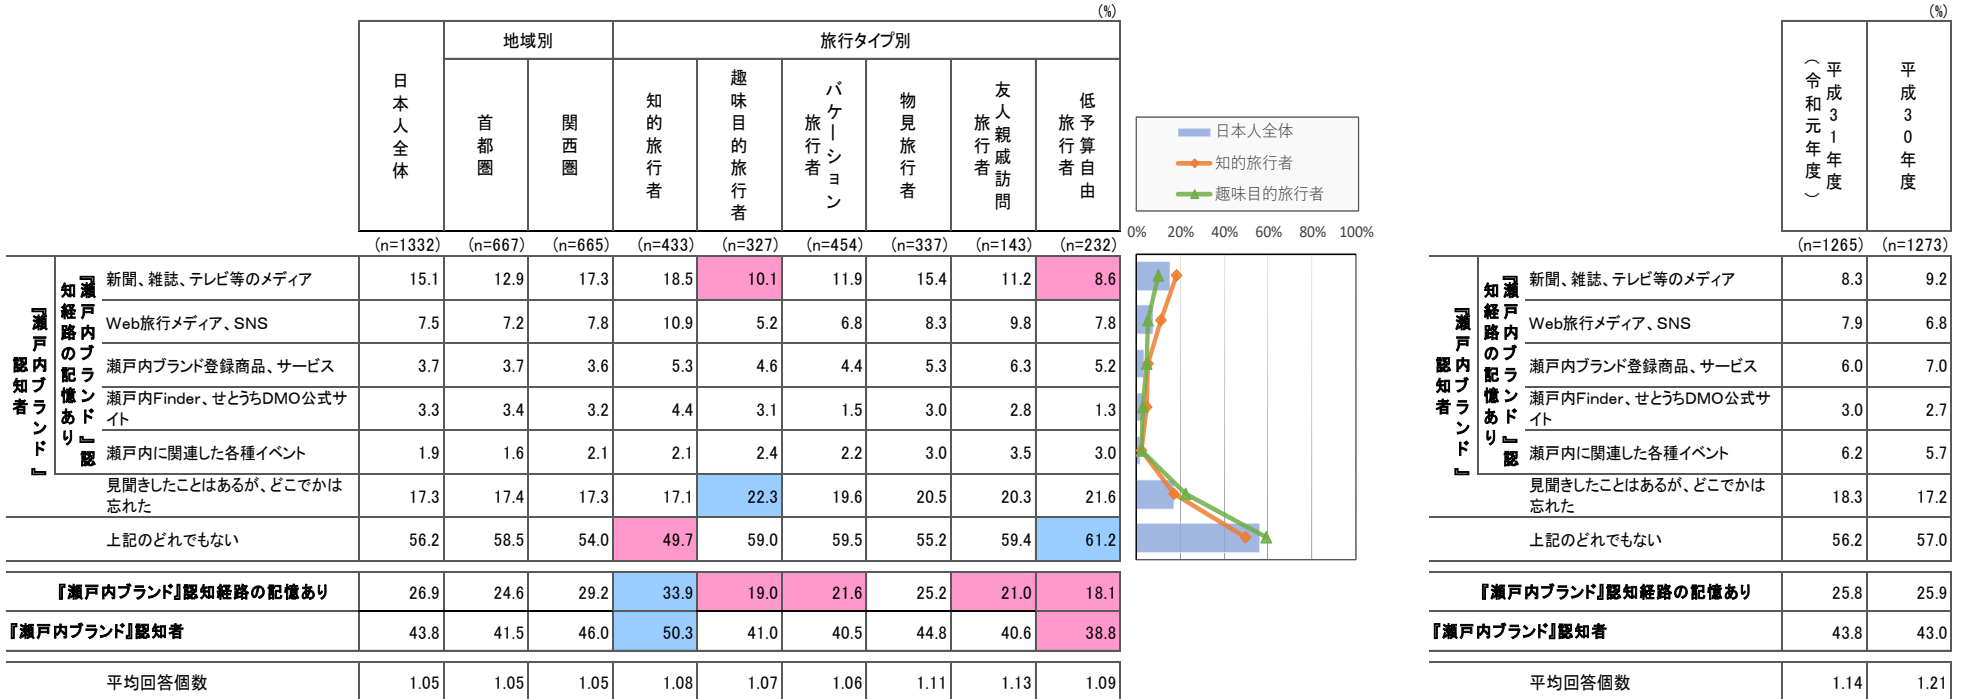 (%)
地域別 旅行タイプ別
日本人全体 首都圏 関西圏 知的旅行者 趣味目的旅行者 バケーション旅行者 物見旅行者 友人親戚訪問旅行者 低予算自由旅行者
(n=1332) (n=667) (n=665) (n=433) (n=327) (n=454) (n=337) (n=143) (n=232)
『瀬戸内ブランド』認知者
『瀬戸内ブランド』認知経路の記憶あり
新聞、雑誌、テレビ等のメディア 15.1 12.9 17.3 18.5 10.1 11.9 15.4 11.2 8.6
Web旅行メディア、SNS 7.5 7.2 7.8 10.9 5.2 6.8 8.3 9.8 7.8
瀬戸内ブランド登録商品、サービス 3.7 3.7 3.6 5.3 4.6 4.4 5.3 6.3 5.2
瀬戸内Finder、せとうちDMO公式サ
イト 3.3 3.4 3.2 4.4 3.1 1.5 3.0 2.8 1.3
瀬戸内に関連した各種イベント 1.9 1.6 2.1 2.1 2.4 2.2 3.0 3.5 3.0
見聞きしたことはあるが、どこでかは
忘れた 17.3 17.4 17.3 17.1 22.3 19.6 20.5 20.3 21.6
上記のどれでもない 56.2 58.5 54.0 49.7 59.0 59.5 55.2 59.4 61.2
『瀬戸内ブランド』認知経路の記憶あり 26.9 24.6 29.2 33.9 19.0 21.6 25.2 21.0 18.1
『瀬戸内ブランド』認知者 43.8 41.5 46.0 50.3 41.0 40.5 44.8 40.6 38.8
平均回答個数 1.05 1.05 1.05 1.08 1.07 1.06 1.11 1.13 1.09
日本人全体
知的旅行者
趣味目的旅行者
0% 20% 40% 60% 80% 100%
(%)
平成31年度(令和元年度) 平成30年度
(n=1265) (n=1273)
『瀬戸内ブランド』認知者
『瀬戸内ブランド』認知経路の記憶あり
新聞、雑誌、テレビ等のメディア 8.3 9.2
Web旅行メディア、SNS 7.9 6.8
瀬戸内ブランド登録商品、サービス 6.0 7.0
瀬戸内Finder、せとうちDMO公式サ
イト 3.0 2.7
瀬戸内に関連した各種イベント 6.2 5.7
見聞きしたことはあるが、どこでかは
忘れた 18.3 17.2
上記のどれでもない 56.2 57.0
『瀬戸内ブランド』認知経路の記憶あり 25.8 25.9
『瀬戸内ブランド』認知者 43.8 43.0
平均回答個数 1.14 1.21